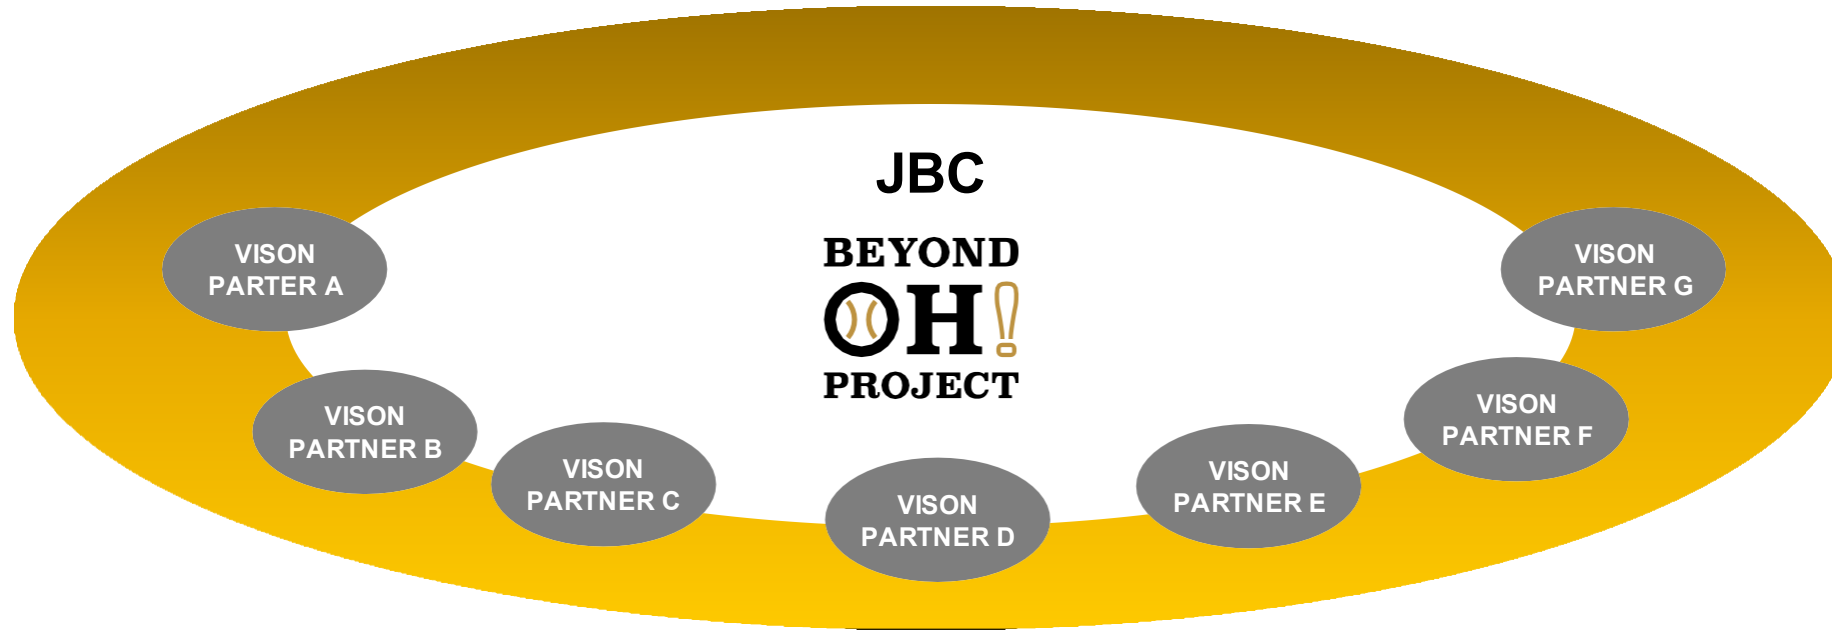 JBC
BEYOND
OH!
PROJECT
VISON
PARTER A
VISON
PARTNER B
VISON
PARTNER C
VISON
PARTNER D
VISON
PARTNER E
VISON
PARTNER F
VISON
PARTNER G